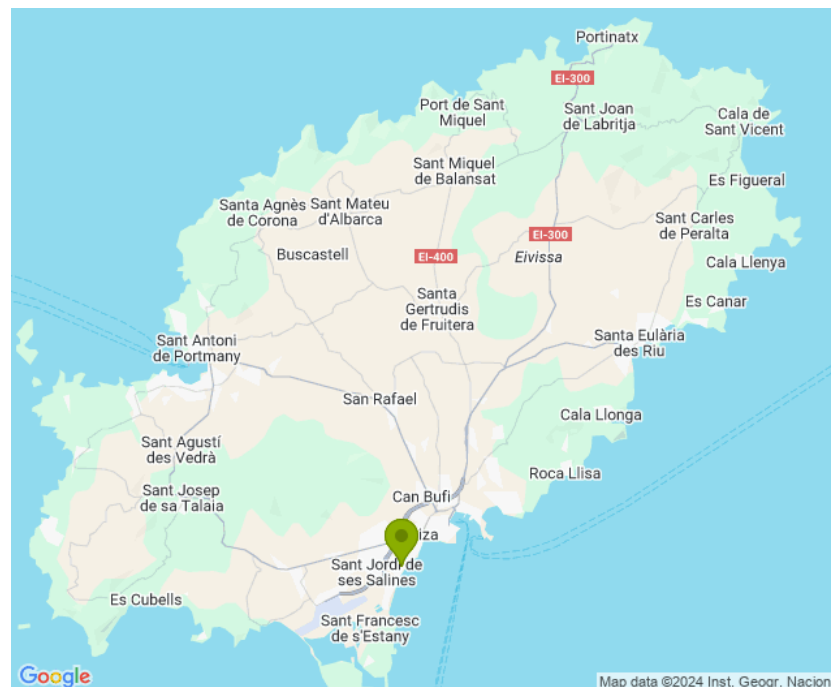 Portinatx
EI-300
Port de Sant
Miquel
Sant Joan
de Labritja
Cala de
Sant Vicent
Sant Miquel
de Balansat
Es Figueral
Santa Agnès
de Corona
Sant Mateu
d'Albarca
Sant Carles
de Peralta
EI-300
Buscastell
EI-400
Eivissa
Cala Llenya
Santa
Gertrudis
de Fruitera
Es Canar
Sant Antoni
de Portmany
Santa Eulària
des Riu
San Rafael
Cala Llonga
Sant Agustí
des Vedrà
Roca Llisa
Sant Josep
de sa Talaia
Can Bufi
iza
Sant Jordi de
ses Salines
Es Cubells
Sant Francesc
de s'Estany
Google
Map data ©2024 Inst. Geogr. Nacion